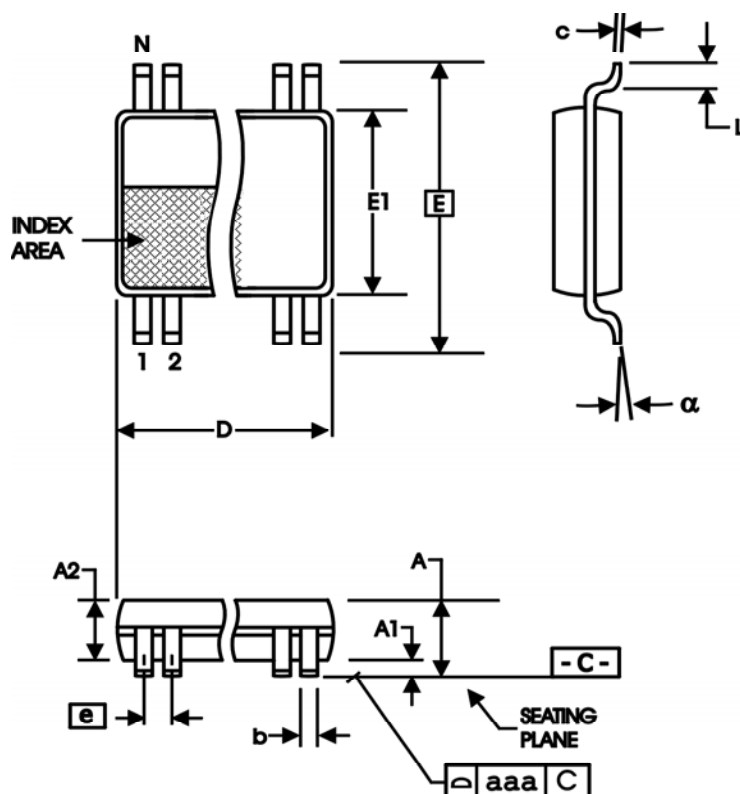 N
c
L
E1
E
INDEX
AREA
1 2
α
D
A2
A
A1
-C-
e
b
SEATING
PLANE
aaa C